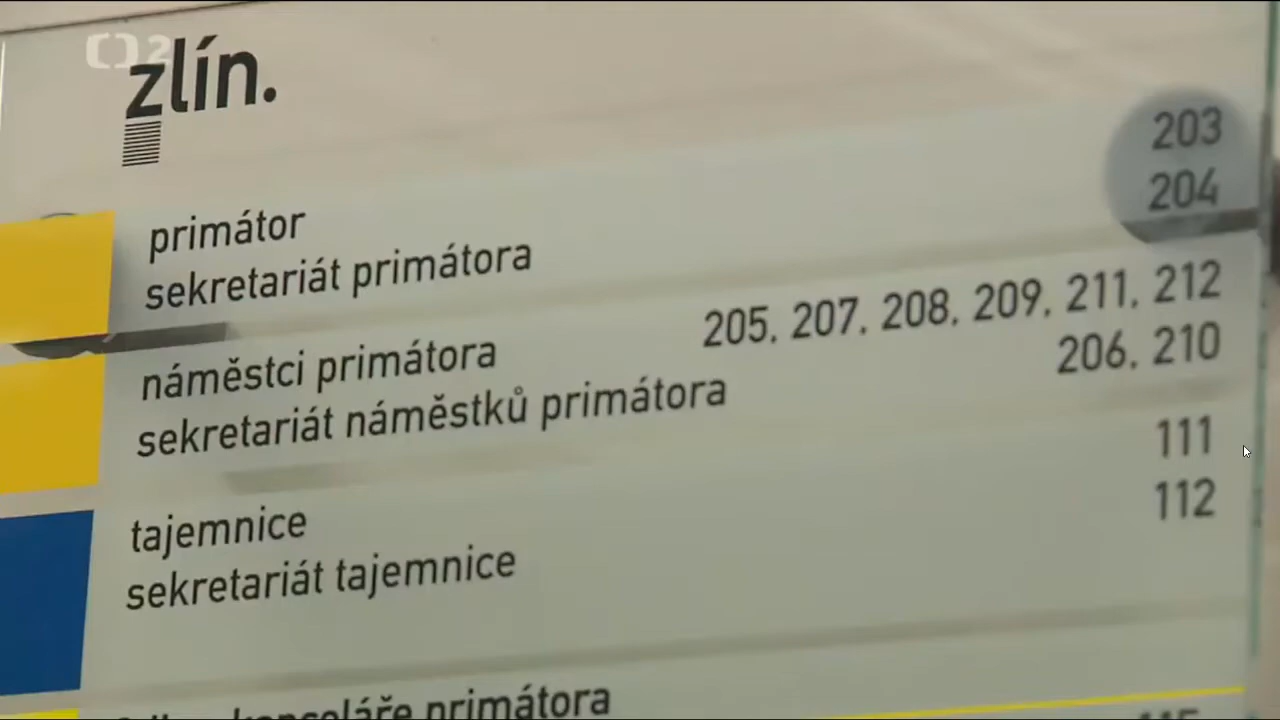 2
zlín.
primátor 203
sekretariát primátora 204
náměstci primátora 205, 207, 208, 209, 211, 212
sekretariát náměstků primátora 206, 210
tajemnice 111
sekretariát tajemnice 112
kanceláře primátora